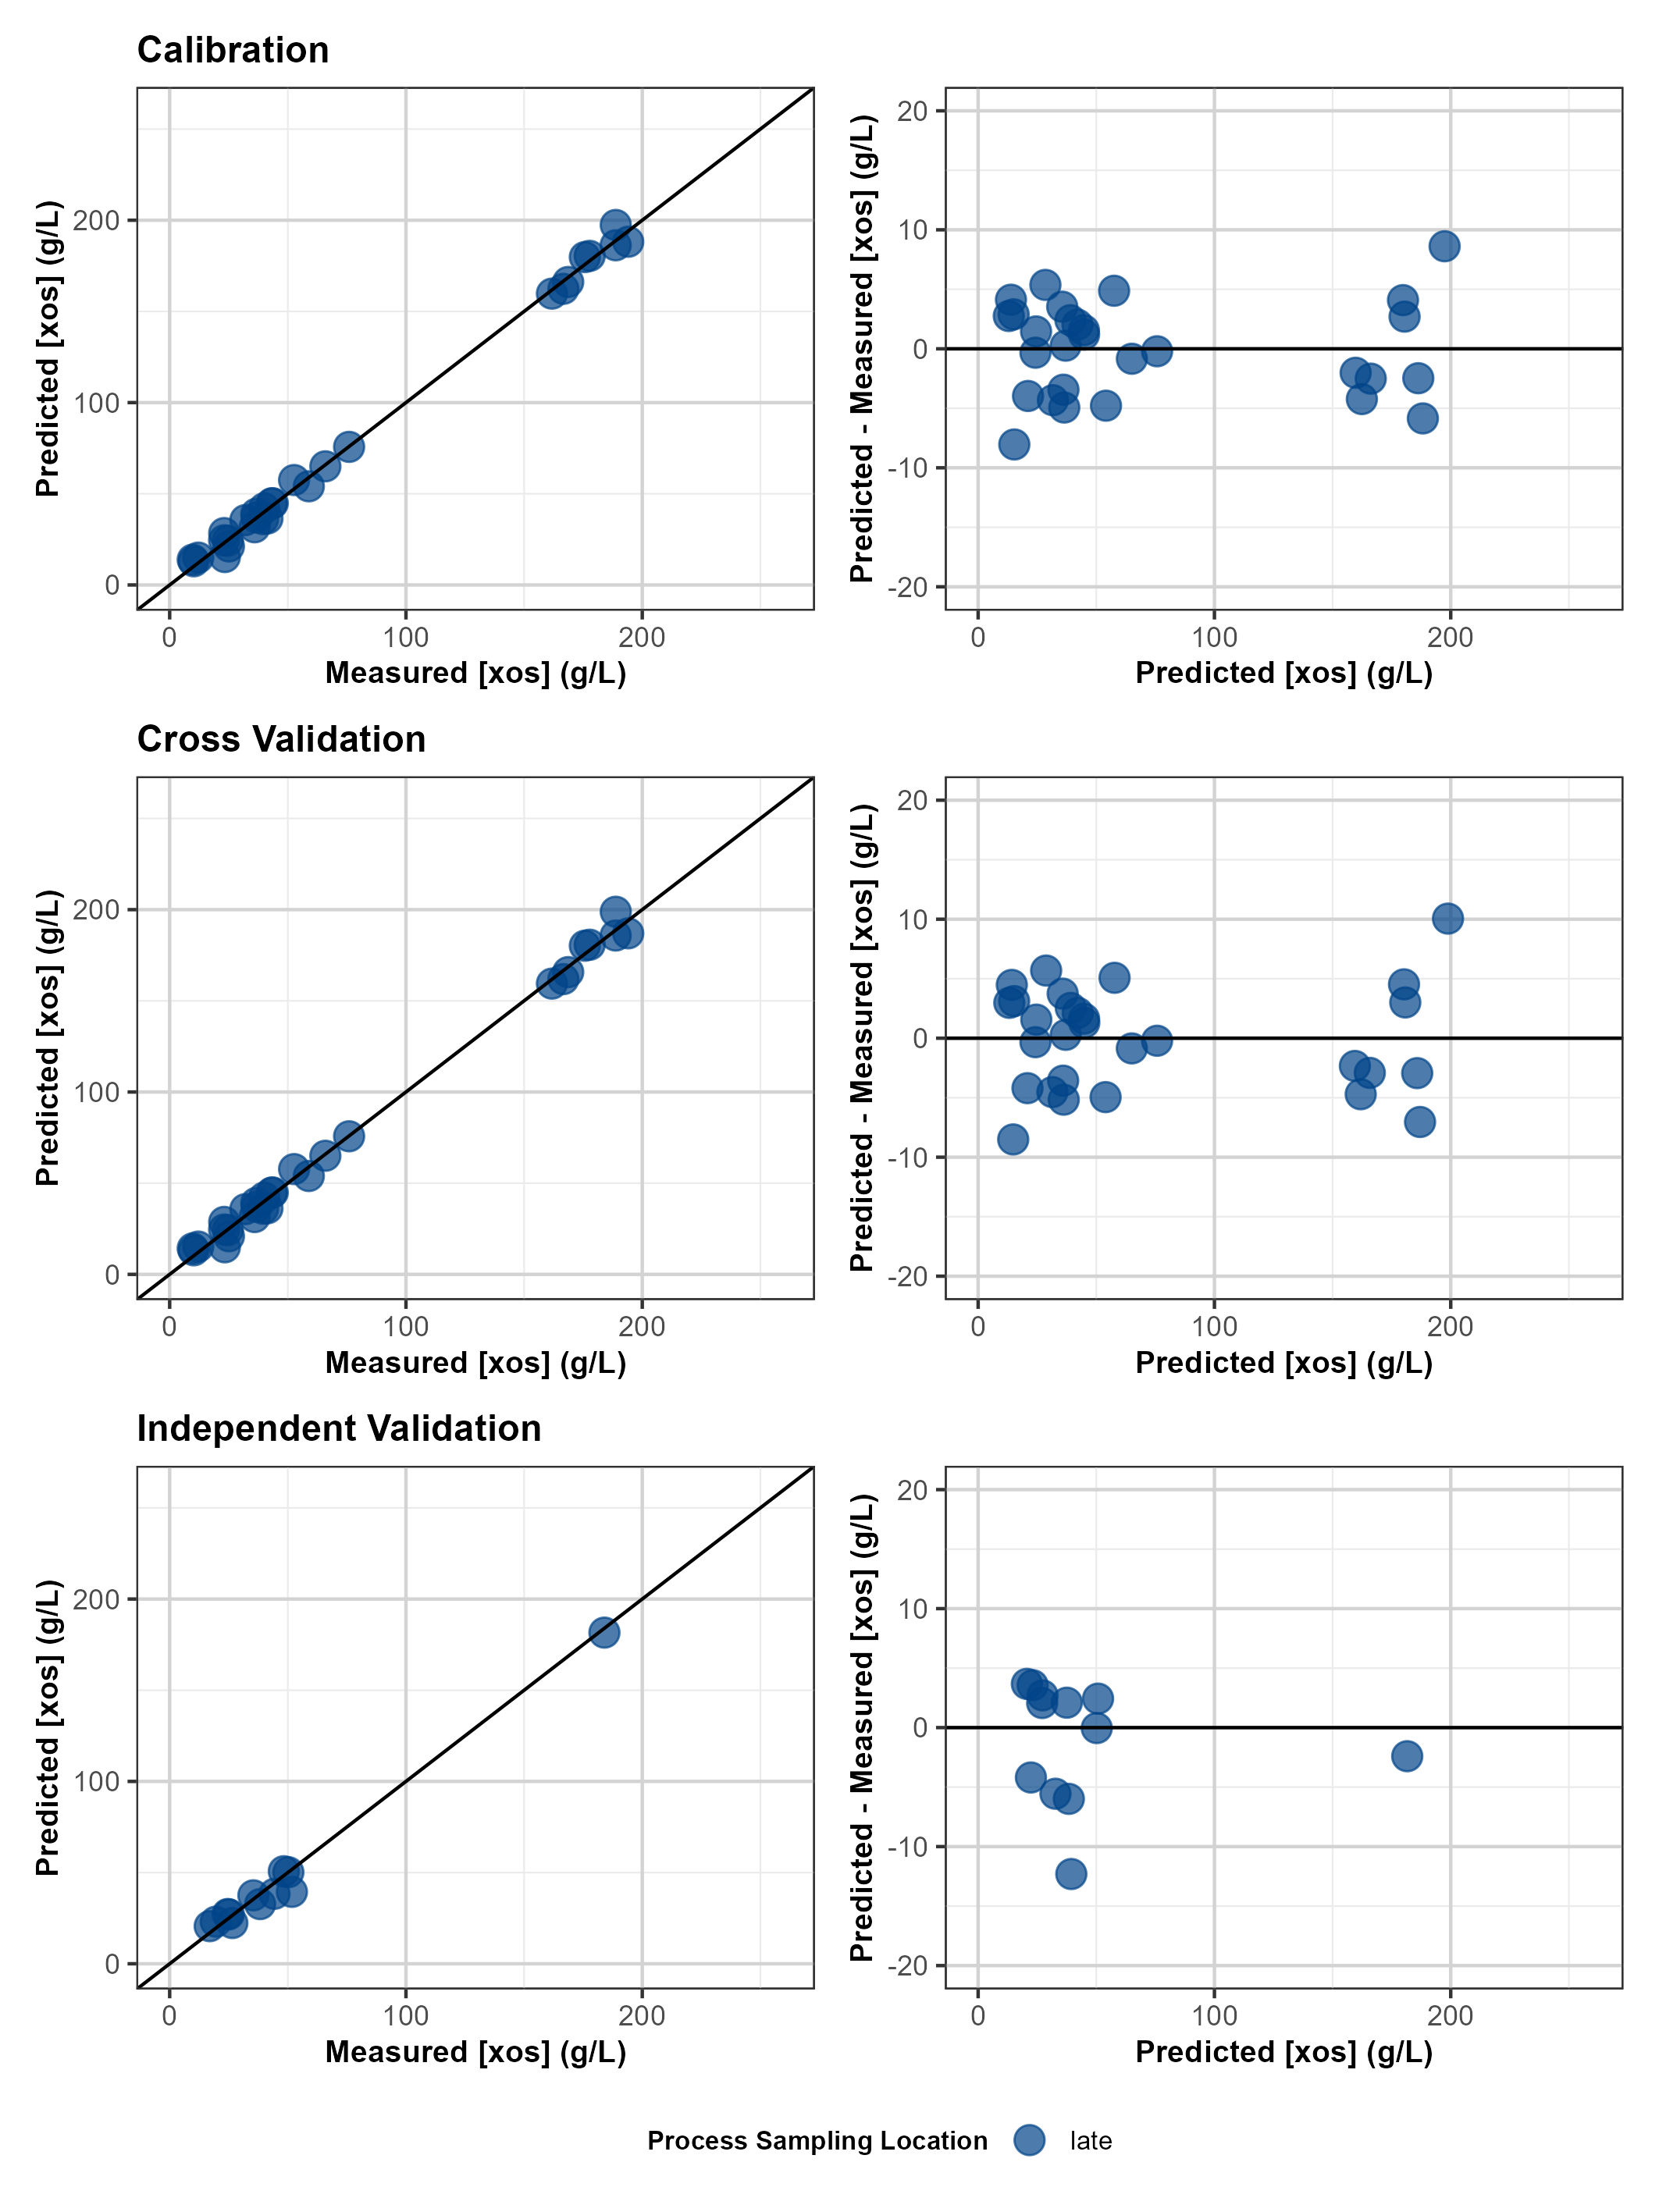 Calibration
Predicted [xos] (g/L)
200
100
0
0 100 200
Measured [xos] (g/L)
Predicted - Measured [xos] (g/L)
20
10
0
-10
-20
0 100 200
Predicted [xos] (g/L)
Cross Validation
Predicted [xos] (g/L)
200
100
0
0 100 200
Measured [xos] (g/L)
Predicted - Measured [xos] (g/L)
20
10
0
-10
-20
0 100 200
Predicted [xos] (g/L)
Independent Validation
Predicted [xos] (g/L)
200
100
0
0 100 200
Measured [xos] (g/L)
Predicted - Measured [xos] (g/L)
20
10
0
-10
-20
0 100 200
Predicted [xos] (g/L)
Process Sampling Location late